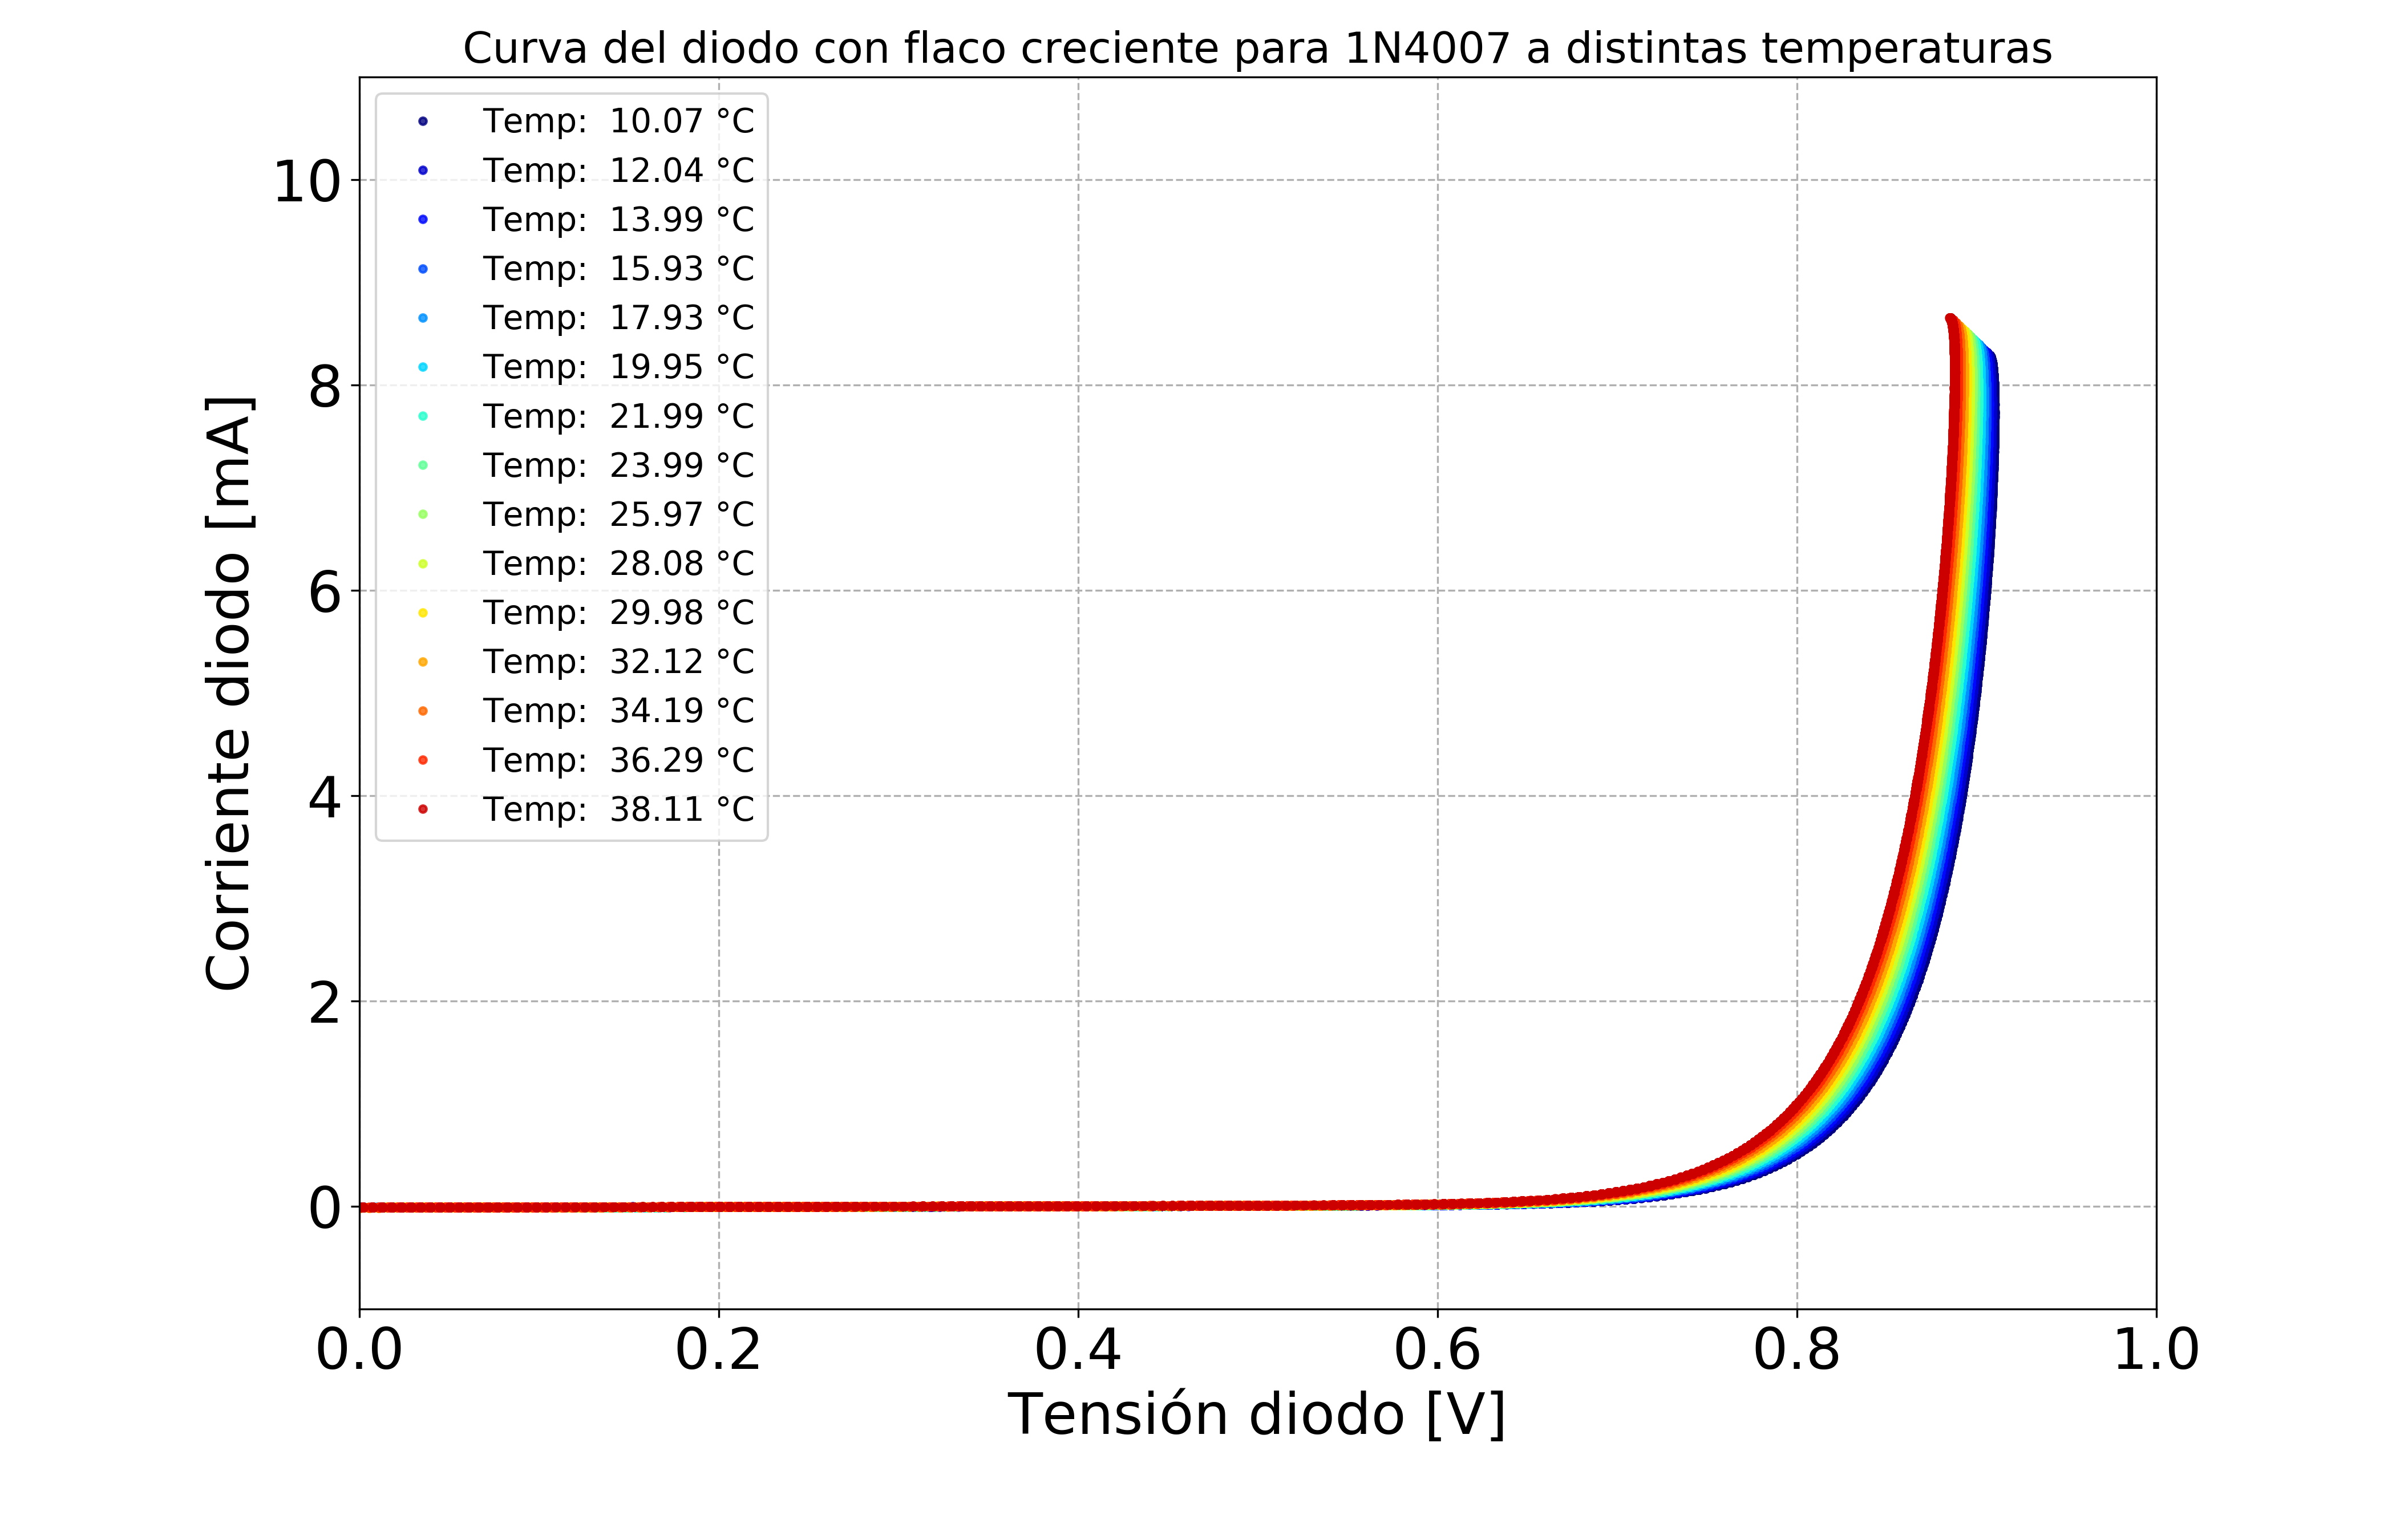 Curva del diodo con flaco creciente para 1N4007 a distintas temperaturas
Temp: 10.07 °C
Temp: 12.04 °C
Temp: 13.99 °C
Temp: 15.93 °C
Temp: 17.93 °C
Temp: 19.95 °C
Temp: 21.99 °C
Temp: 23.99 °C
Temp: 25.97 °C
Temp: 28.08 °C
Temp: 29.98 °C
Temp: 32.12 °C
Temp: 34.19 °C
Temp: 36.29 °C
Temp: 38.11 °C
Corriente diodo [mA]
10
8
6
4
2
0
0.0 0.2 0.4 0.6 0.8 1.0
Tensión diodo [V]